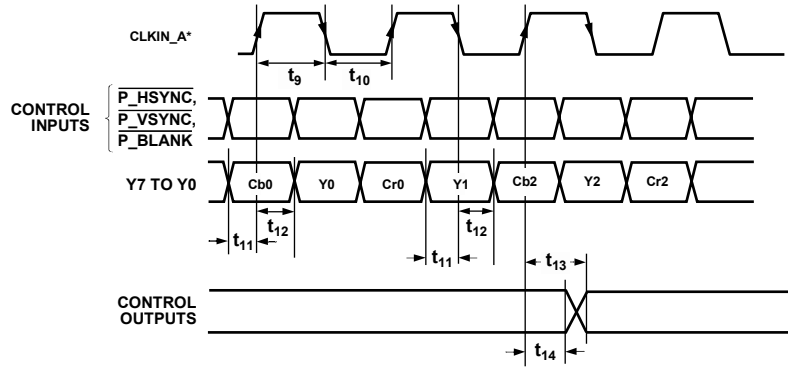 CLKIN_A*
t9
t10
CONTROL INPUTS
P_HSYNC,
P_VSYNC,
P_BLANK
Y7 TO Y0
Cb0
Y0
Cr0
Y1
Cb2
Y2
Cr2
t11
t12
t11
t12
t13
CONTROL OUTPUTS
t14